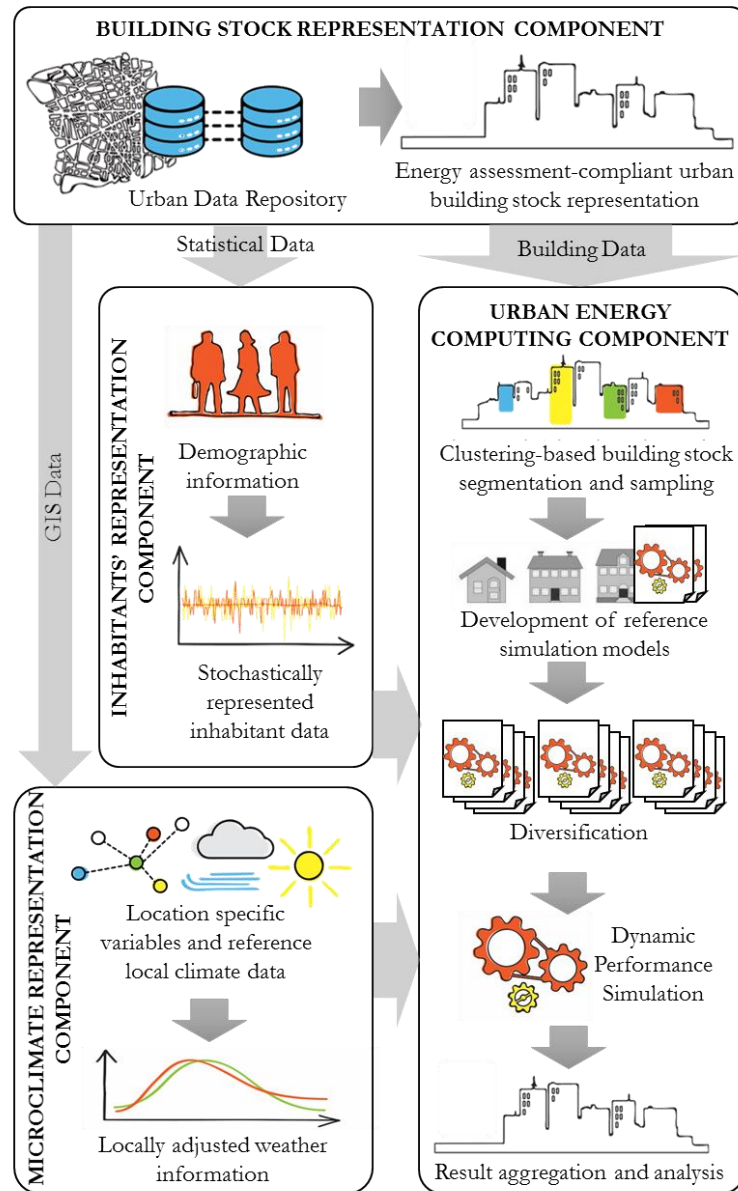 BUILDING STOCK REPRESENTATION COMPONENT
Urban Data Repository
Energy assessment-compliant urban
building stock representation
Statistical Data
Building Data
GIS Data
INHABITANTS' REPRESENTATION
COMPONENT
Demographic
information
Stochastically
represented
inhabitant data
MICROCLIMATE REPRESENTATION
COMPONENT
Location specific
variables and reference
local climate data
Locally adjusted weather
information
URBAN ENERGY
COMPUTING COMPONENT
Clustering-based building stock
segmentation and sampling
Development of reference
simulation models
Diversification
Dynamic
Performance
Simulation
Result aggregation and analysis